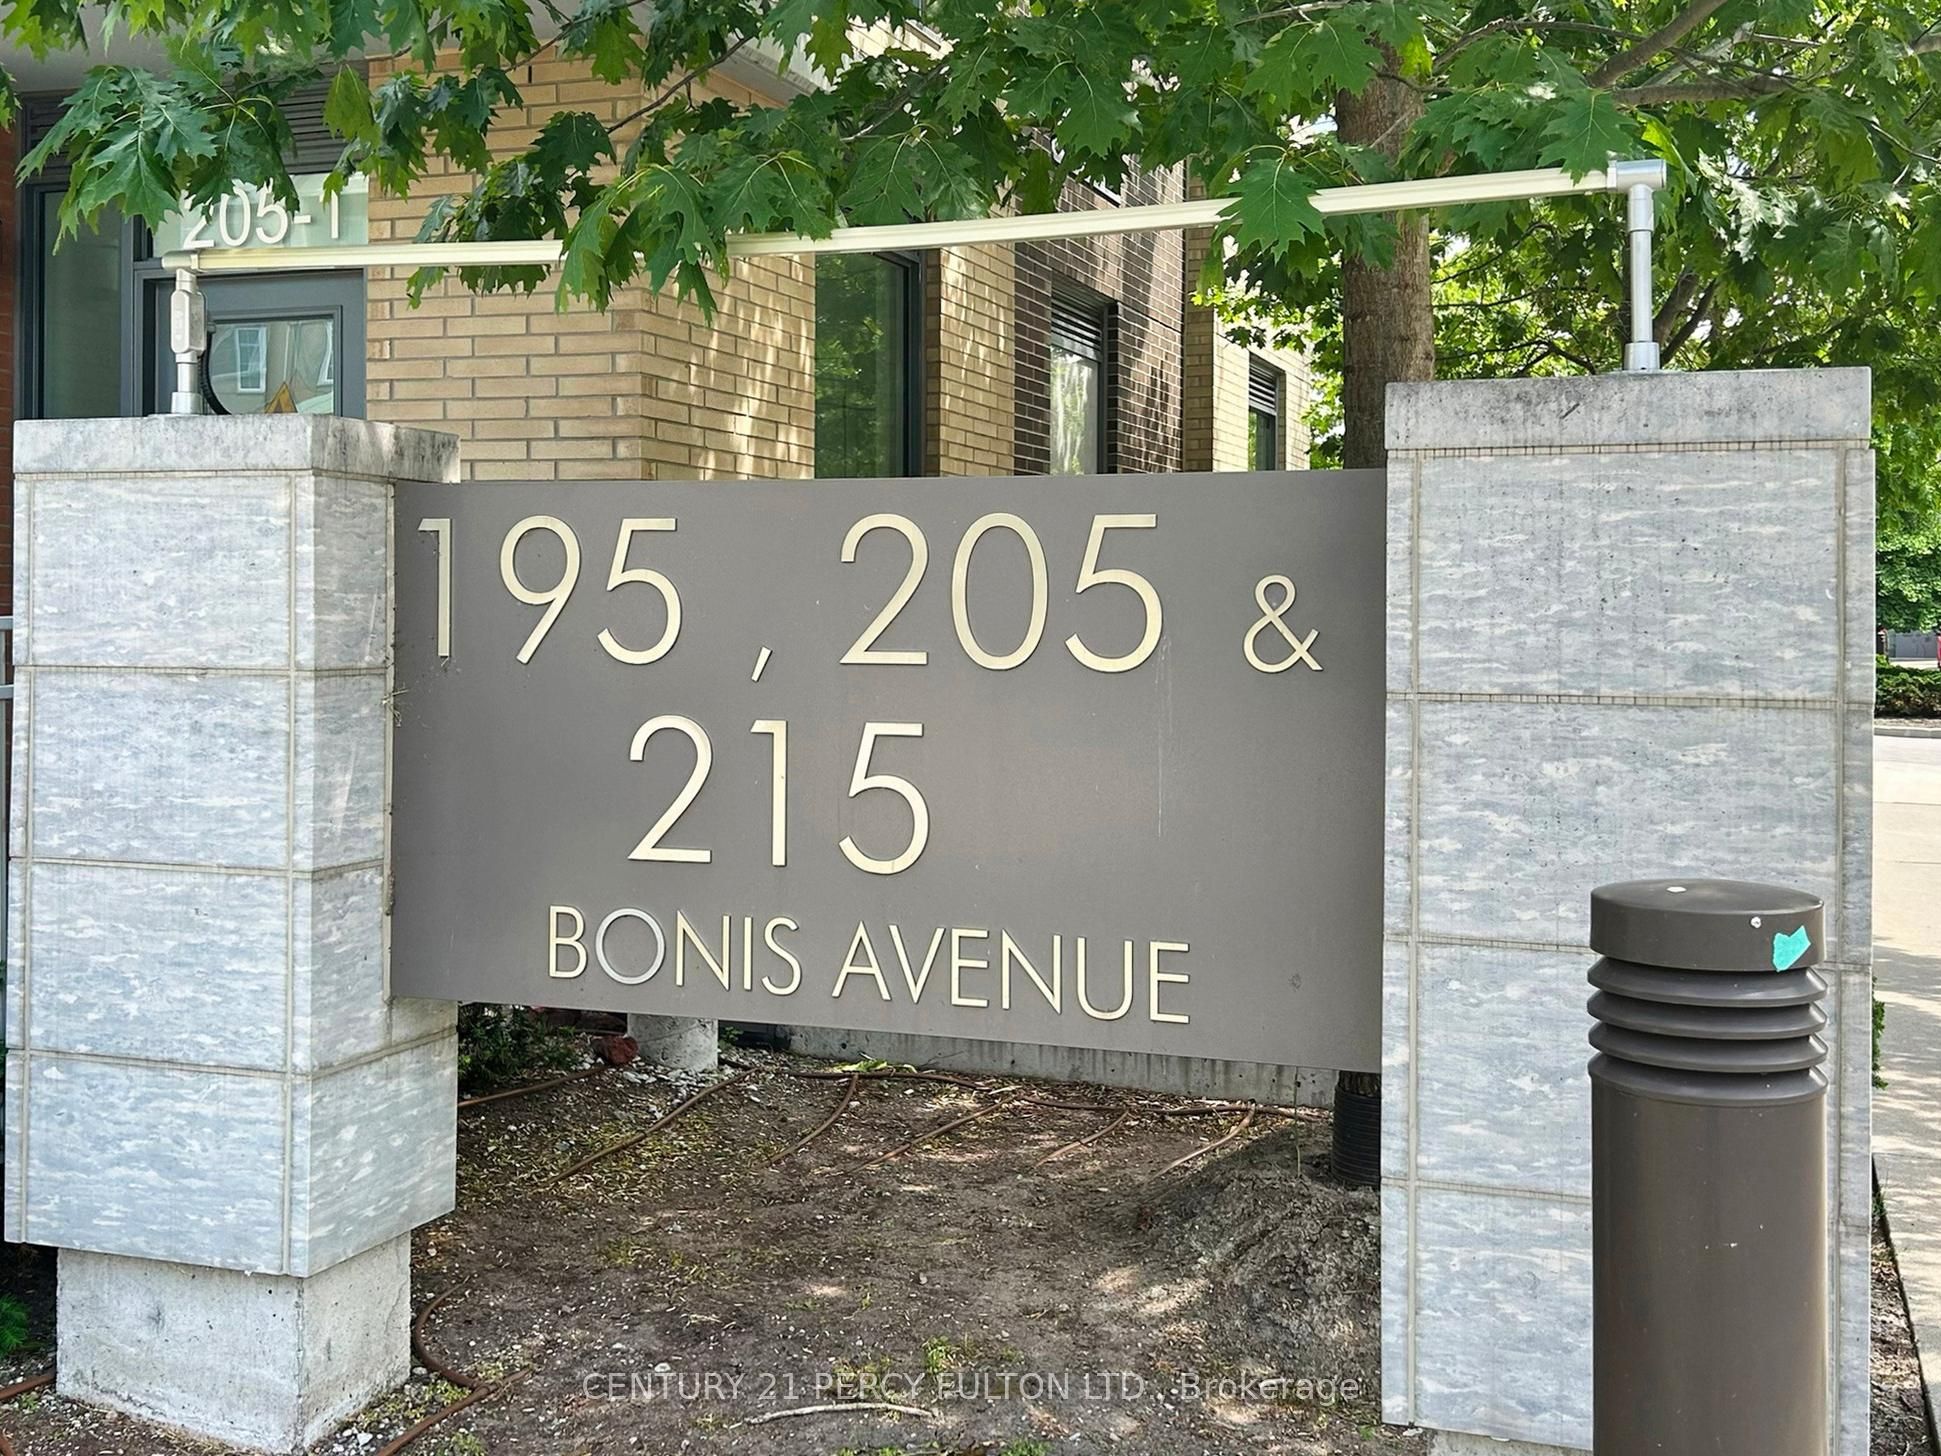 205-1
195 , 205 &
215
BONIS AVENUE
CENTURY 21 PERCY FULTON LTD., Brokerage